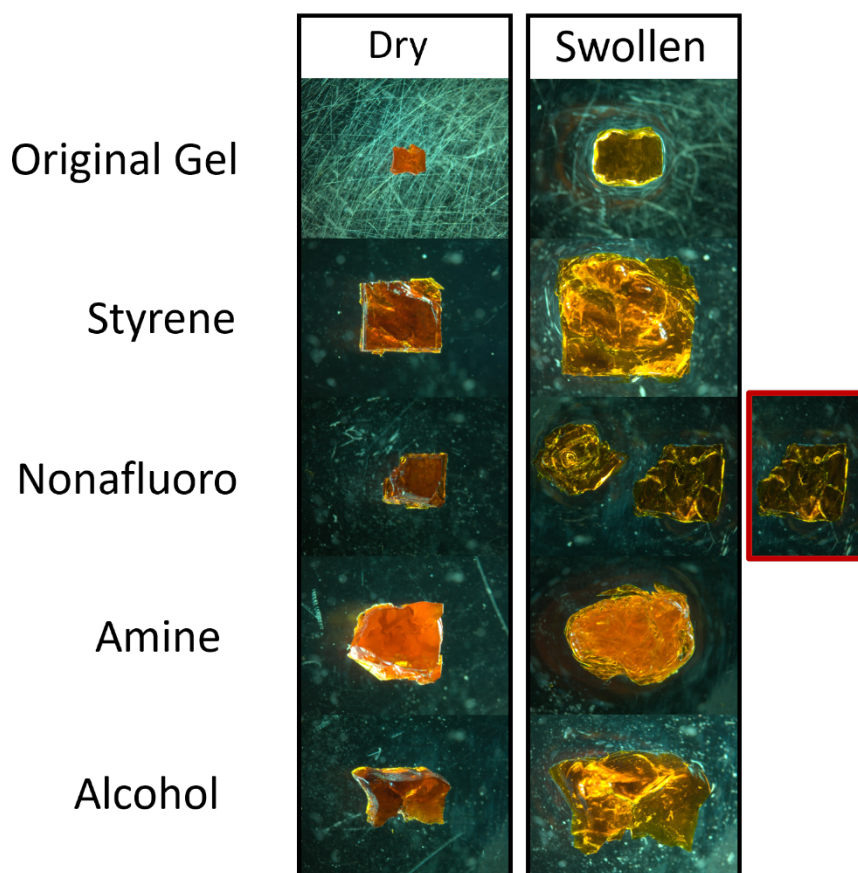 Dry
Swollen
Original Gel
Styrene
Nonafluoro
Amine
Alcohol